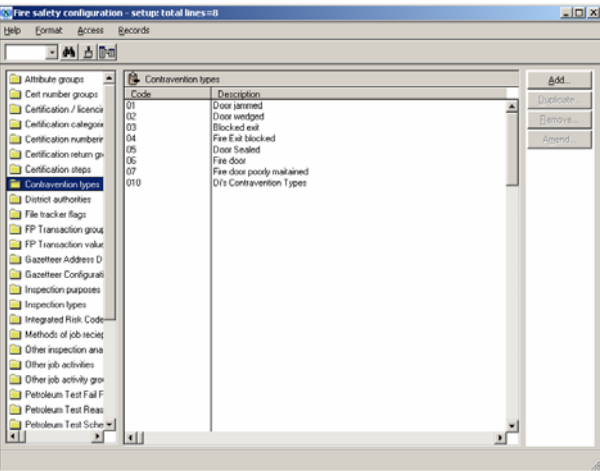 Fire safety configuration - setup: total lines=8
Help Format Access Records
Attribute groups
Cert number groups
Certification / licencin
Certification categorie
Certification numberin
Certification return gro
Certification steps
Contravention types
District authorities
File tracker flags
FP Transaction group
FP Transaction value
Gazetteer Address D
Gazetteer Configurati
Inspection purposes
Inspection types
Integrated Risk Code
Methods of job reciep
Other inspection ana
Other job activities
Other job activity grou
Petroleum Test Fail F
Petroleum Test Reas
Petroleum Test Sche
Contravention types
Code Description
01 Door jammed
02 Door wedged
03 Blocked exit
04 Fire Exit blocked
05 Door Sealed
06 Fire door
07 Fire door poorly maitained
010 Di's Contravention Types
Add...
Duplicate...
Remove...
Amend...